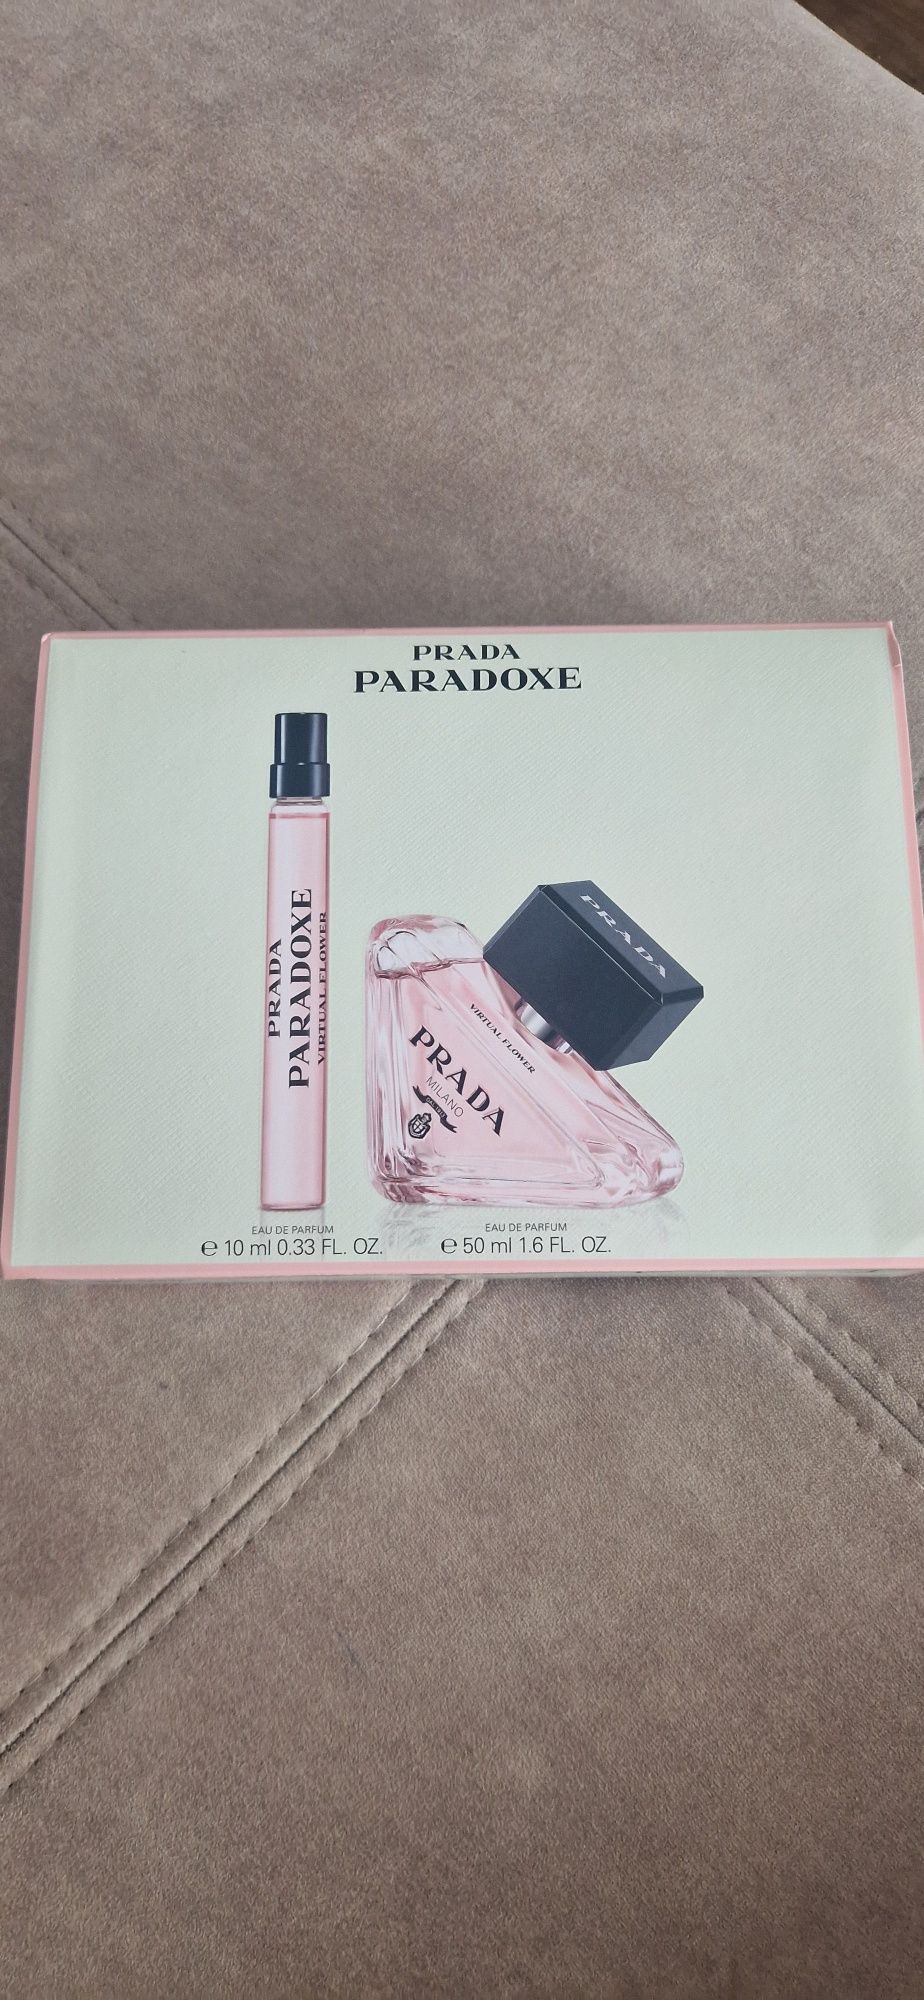 PRADA
PARADOXE
PRADA
PARADOXE
VIRTUAL FLOWER
PRADA
VIRTUAL FLOWER
PRADA
MILANO
EAU DE PARFUM
e 10 ml 0.33 FL. OZ.
EAU DE PARFUM
e 50 ml 1.6 FL. OZ.